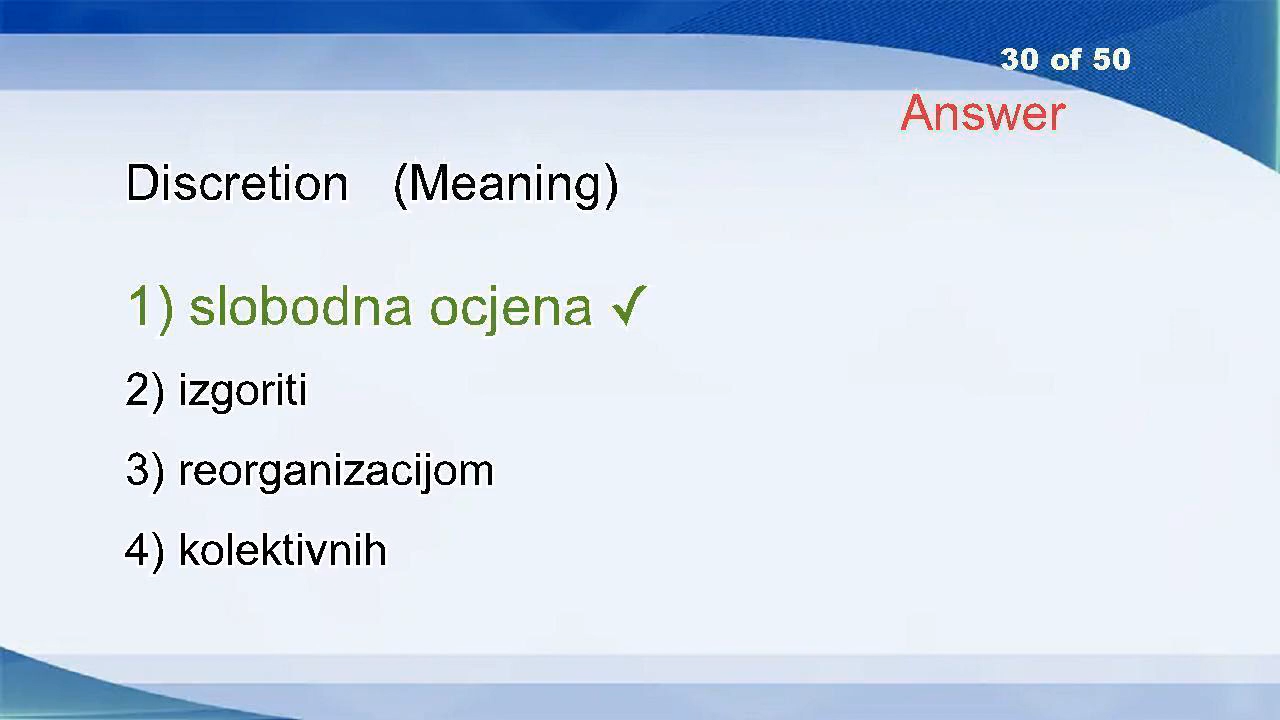 30 of 50
Answer
Discretion (Meaning)
1) slobodna ocjena ✓
2) izgoriti
3) reorganizacijom
4) kolektivnih